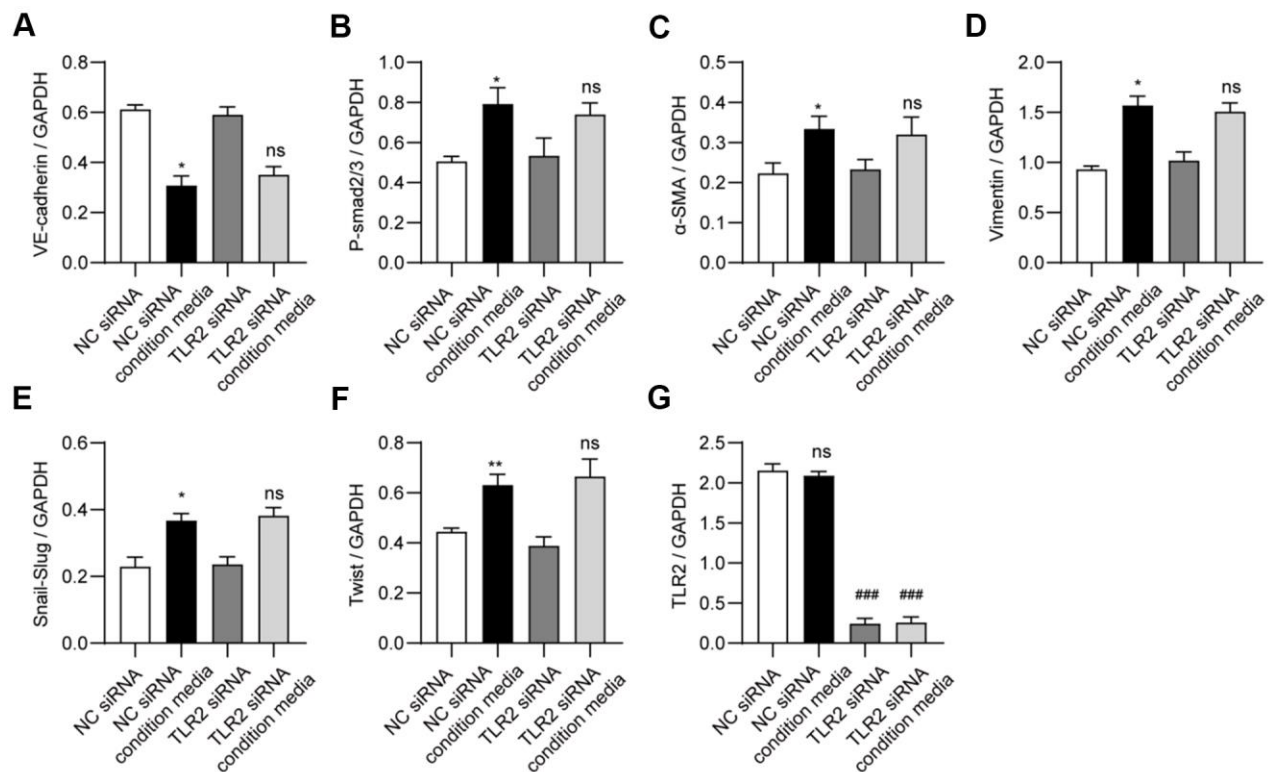 A
VE-cadherin / GAPDH
0.8
0.6
0.4
0.2
0.0
*
ns
NC siRNA
NC siRNA
condition media
TLR2 siRNA
TLR2 siRNA
condition media
B
P-smad2/3 / GAPDH
1.0
0.8
0.6
0.4
0.2
0.0
*
ns
NC siRNA
NC siRNA
condition media
TLR2 siRNA
TLR2 siRNA
condition media
C
α-SMA / GAPDH
0.5
0.4
0.3
0.2
0.1
0.0
*
ns
NC siRNA
NC siRNA
condition media
TLR2 siRNA
TLR2 siRNA
condition media
D
Vimentin / GAPDH
2.0
1.5
1.0
0.5
0.0
*
ns
NC siRNA
NC siRNA
condition media
TLR2 siRNA
TLR2 siRNA
condition media
E
Snail-Slug / GAPDH
0.6
0.4
0.2
0.0
*
ns
NC siRNA
NC siRNA
condition media
TLR2 siRNA
TLR2 siRNA
condition media
F
Twist / GAPDH
0.8
0.6
0.4
0.2
0.0
**
ns
NC siRNA
NC siRNA
condition media
TLR2 siRNA
TLR2 siRNA
condition media
G
TLR2 / GAPDH
2.5
2.0
1.5
1.0
0.5
0.0
ns
###
###
NC siRNA
NC siRNA
condition media
TLR2 siRNA
TLR2 siRNA
condition media